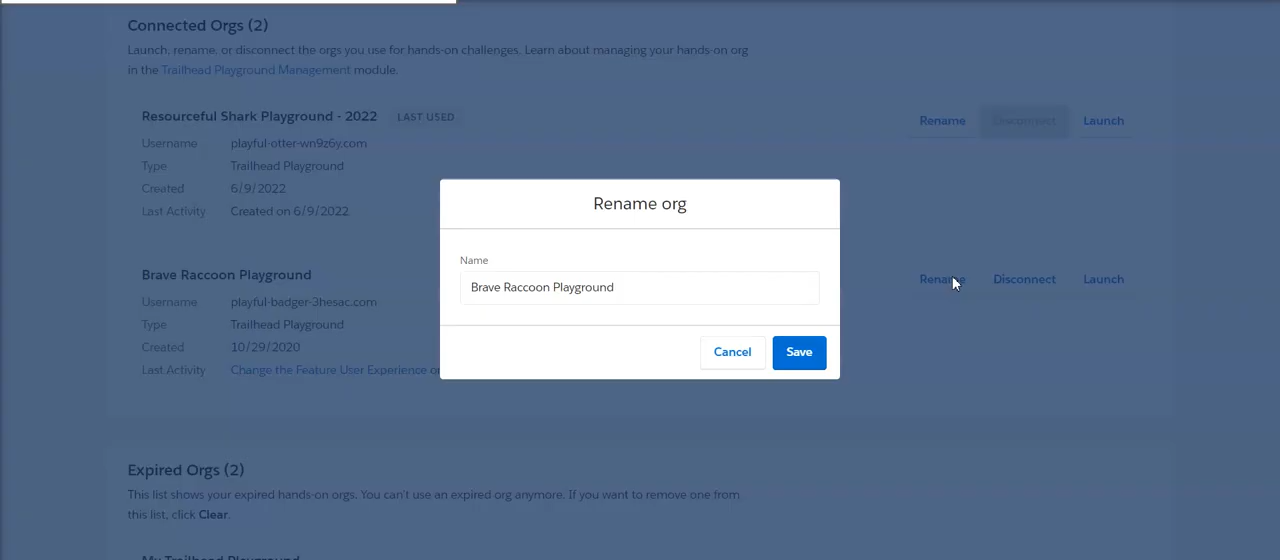 Connected Orgs (2)
Launch, rename, or disconnect the orgs you use for hands-on challenges. Learn about managing your hands-on org
in the Trailhead Playground Management module.
Resourceful Shark Playground - 2022 LAST USED
Rename Disconnect Launch
Username playful-otter-wn9z6y.com
Type Trailhead Playground
Created 6/9/2022
Last Activity Created on 6/9/2022
Rename org
Name
Brave Raccoon Playground
Cancel Save
Brave Raccoon Playground
Rename Disconnect Launch
Username playful-badger-3hesac.com
Type Trailhead Playground
Created 10/29/2020
Last Activity Change the Feature User Experience
Expired Orgs (2)
This list shows your expired hands-on orgs. You can't use an expired org anymore. If you want to remove one from
this list, click Clear.
My Trailhead Playground